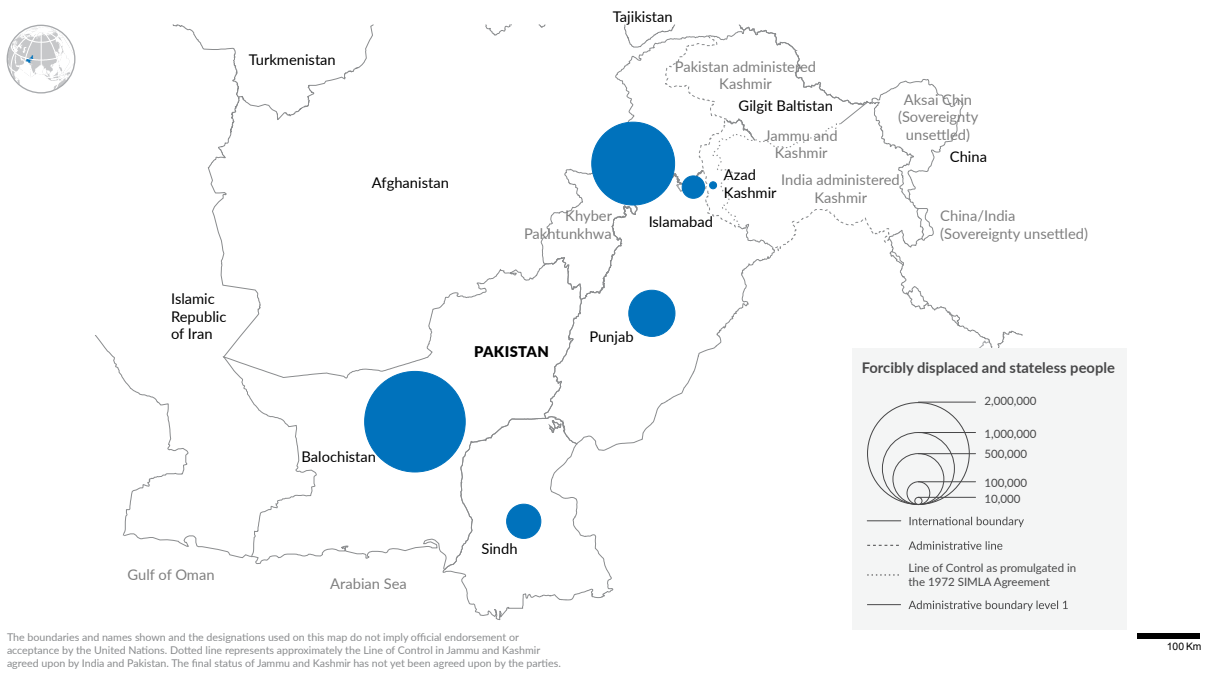 Tajikistan
Turkmenistan
Pakistan administered
Kashmir
Gilgit Baltistan
Aksai Chin
(Sovereignty
unsettled)
Jammu and
Kashmir
China
Afghanistan
Azad
Kashmir
India administered
Kashmir
Khyber
Pakhtunkhwa
Islamabad
China/India
(Sovereignty unsettled)
Islamic
Republic
of Iran
Punjab
PAKISTAN
Balochistan
Sindh
Gulf of Oman
Arabian Sea
Forcibly displaced and stateless people
2,000,000
1,000,000
500,000
100,000
10,000
International boundary
Administrative line
Line of Control as promulgated in
the 1972 SIMLA Agreement
Administrative boundary level 1
The boundaries and names shown and the designations used on this map do not imply official endorsement or
acceptance by the United Nations. Dotted line represents approximately the Line of Control in Jammu and Kashmir
agreed upon by India and Pakistan. The final status of Jammu and Kashmir has not yet been agreed upon by the parties.
100 Km